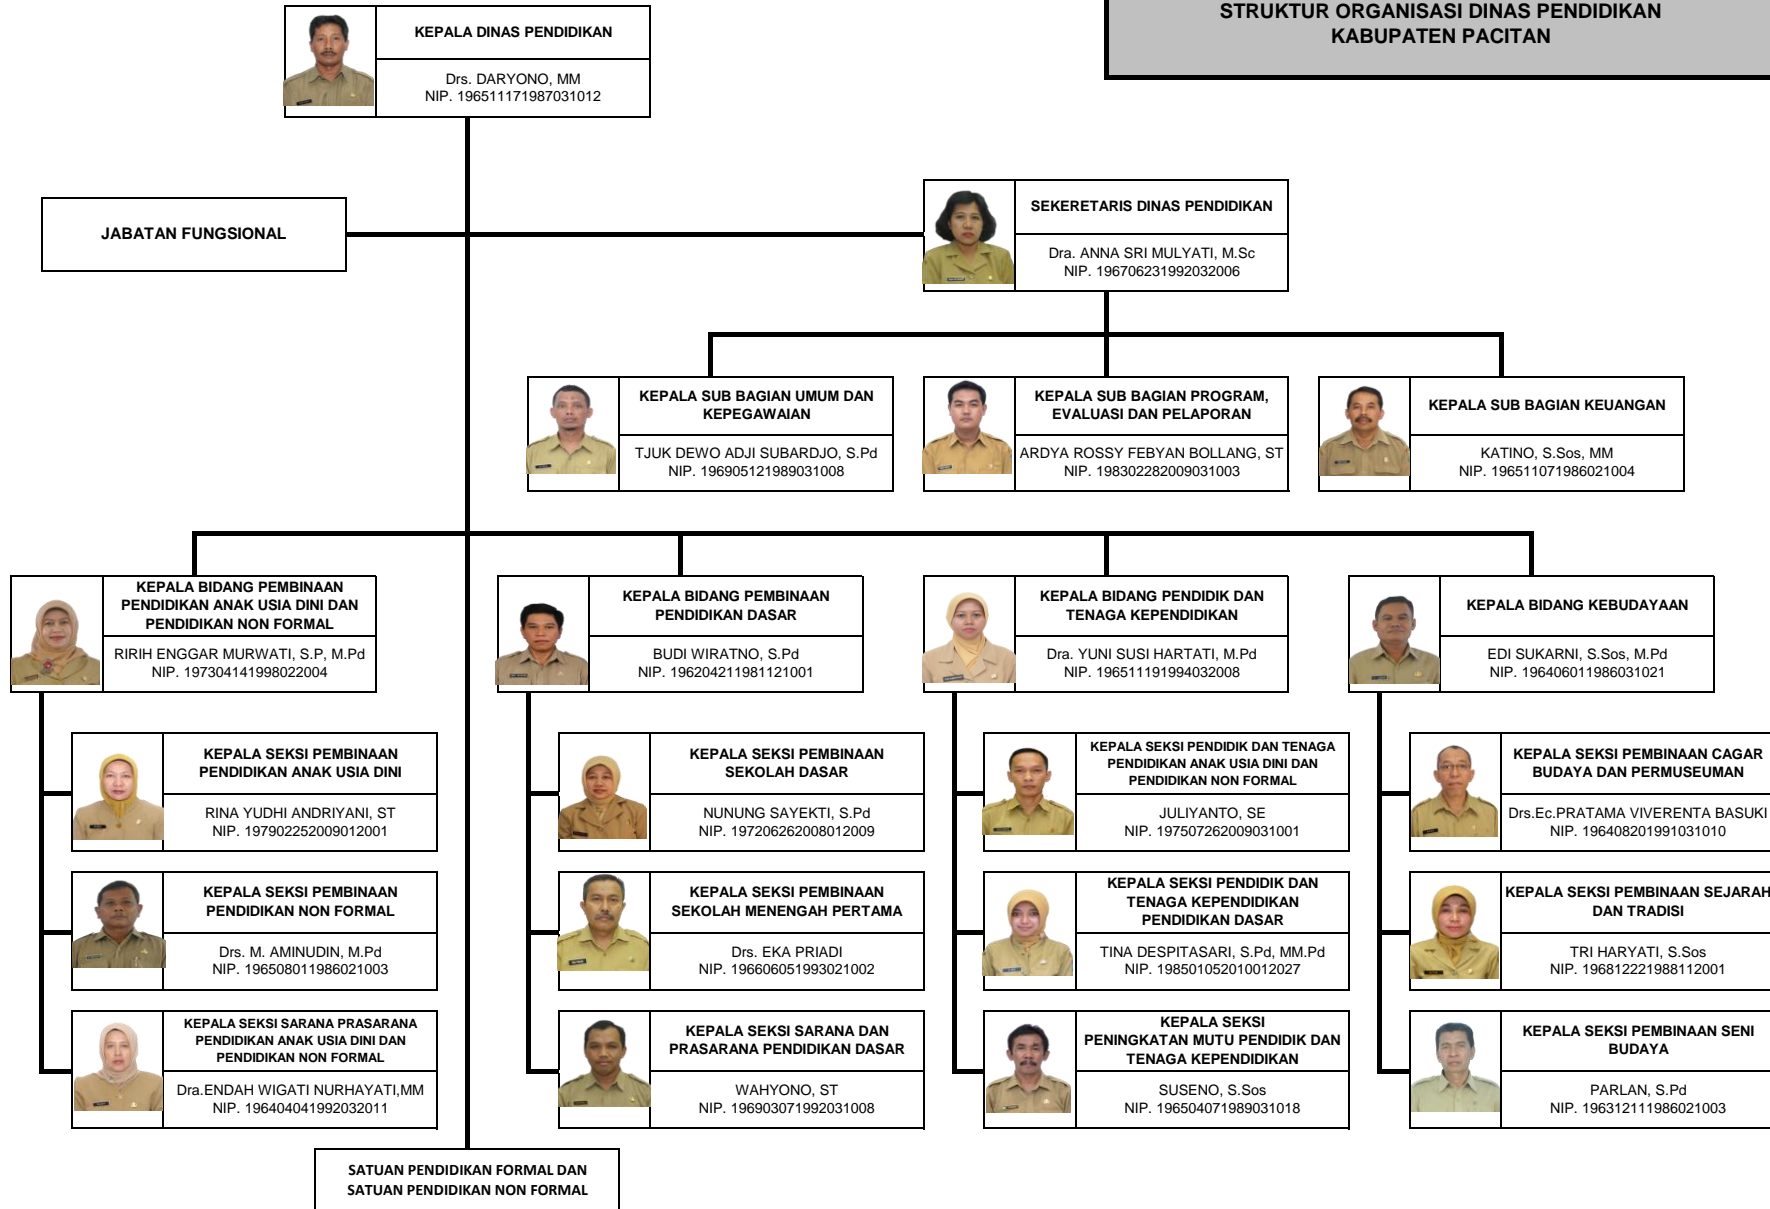 STRUKTUR ORGANISASI DINAS PENDIDIKAN
KABUPATEN PACITAN
KEPALA DINAS PENDIDIKAN
Drs. DARYONO, MM
NIP. 196511171987031012
JABATAN FUNGSIONAL
SEKERETARIS DINAS PENDIDIKAN
Dra. ANNA SRI MULYATI, M.Sc
NIP. 196706231992032006
KEPALA SUB BAGIAN UMUM DAN
KEPEGAWAIAN
TJUK DEWO ADJI SUBARDJO, S.Pd
NIP. 196905121989031008
KEPALA SUB BAGIAN PROGRAM,
EVALUASI DAN PELAPORAN
ARDYA ROSSY FEBYAN BOLLANG, ST
NIP. 198302282009031003
KEPALA SUB BAGIAN KEUANGAN
KATINO, S.Sos, MM
NIP. 196511071986021004
KEPALA BIDANG PEMBINAAN
PENDIDIKAN ANAK USIA DINI DAN
PENDIDIKAN NON FORMAL
RIRIH ENGGAR MURWATI, S.P, M.Pd
NIP. 197304141998022004
KEPALA BIDANG PEMBINAAN
PENDIDIKAN DASAR
BUDI WIRATNO, S.Pd
NIP. 196204211981121001
KEPALA BIDANG PENDIDIK DAN
TENAGA KEPENDIDIKAN
Dra. YUNI SUSI HARTATI, M.Pd
NIP. 196511191994032008
KEPALA BIDANG KEBUDAYAAN
EDI SUKARNI, S.Sos, M.Pd
NIP. 196406011986031021
KEPALA SEKSI PEMBINAAN
PENDIDIKAN ANAK USIA DINI
RINA YUDHI ANDRIYANI, ST
NIP. 197902252009012001
KEPALA SEKSI PEMBINAAN
SEKOLAH DASAR
NUNUNG SAYEKTI, S.Pd
NIP. 197206262008012009
KEPALA SEKSI PENDIDIK DAN TENAGA
PENDIDIKAN ANAK USIA DINI DAN
PENDIDIKAN NON FORMAL
JULIYANTO, SE
NIP. 197507262009031001
KEPALA SEKSI PEMBINAAN CAGAR
BUDAYA DAN PERMUSEUMAN
Drs.Ec.PRATAMA VIVERENTA BASUKI
NIP. 196408201991031010
KEPALA SEKSI PEMBINAAN
PENDIDIKAN NON FORMAL
Drs. M. AMINUDIN, M.Pd
NIP. 196508011986021003
KEPALA SEKSI PEMBINAAN
SEKOLAH MENENGAH PERTAMA
Drs. EKA PRIADI
NIP. 196606051993021002
KEPALA SEKSI PENDIDIK DAN
TENAGA KEPENDIDIKAN
PENDIDIKAN DASAR
TINA DESPITASARI, S.Pd, MM.Pd
NIP. 198501052010012027
KEPALA SEKSI PEMBINAAN SEJARAH
DAN TRADISI
TRI HARYATI, S.Sos
NIP. 196812221988112001
KEPALA SEKSI SARANA PRASARANA
PENDIDIKAN ANAK USIA DINI DAN
PENDIDIKAN NON FORMAL
Dra.ENDAH WIGATI NURHAYATI,MM
NIP. 196404041992032011
KEPALA SEKSI SARANA DAN
PRASARANA PENDIDIKAN DASAR
WAHYONO, ST
NIP. 196903071992031008
KEPALA SEKSI
PENINGKATAN MUTU PENDIDIK DAN
TENAGA KEPENDIDIKAN
SUSENO, S.Sos
NIP. 196504071989031018
KEPALA SEKSI PEMBINAAN SENI
BUDAYA
PARLAN, S.Pd
NIP. 196312111986021003
SATUAN PENDIDIKAN FORMAL DAN
SATUAN PENDIDIKAN NON FORMAL